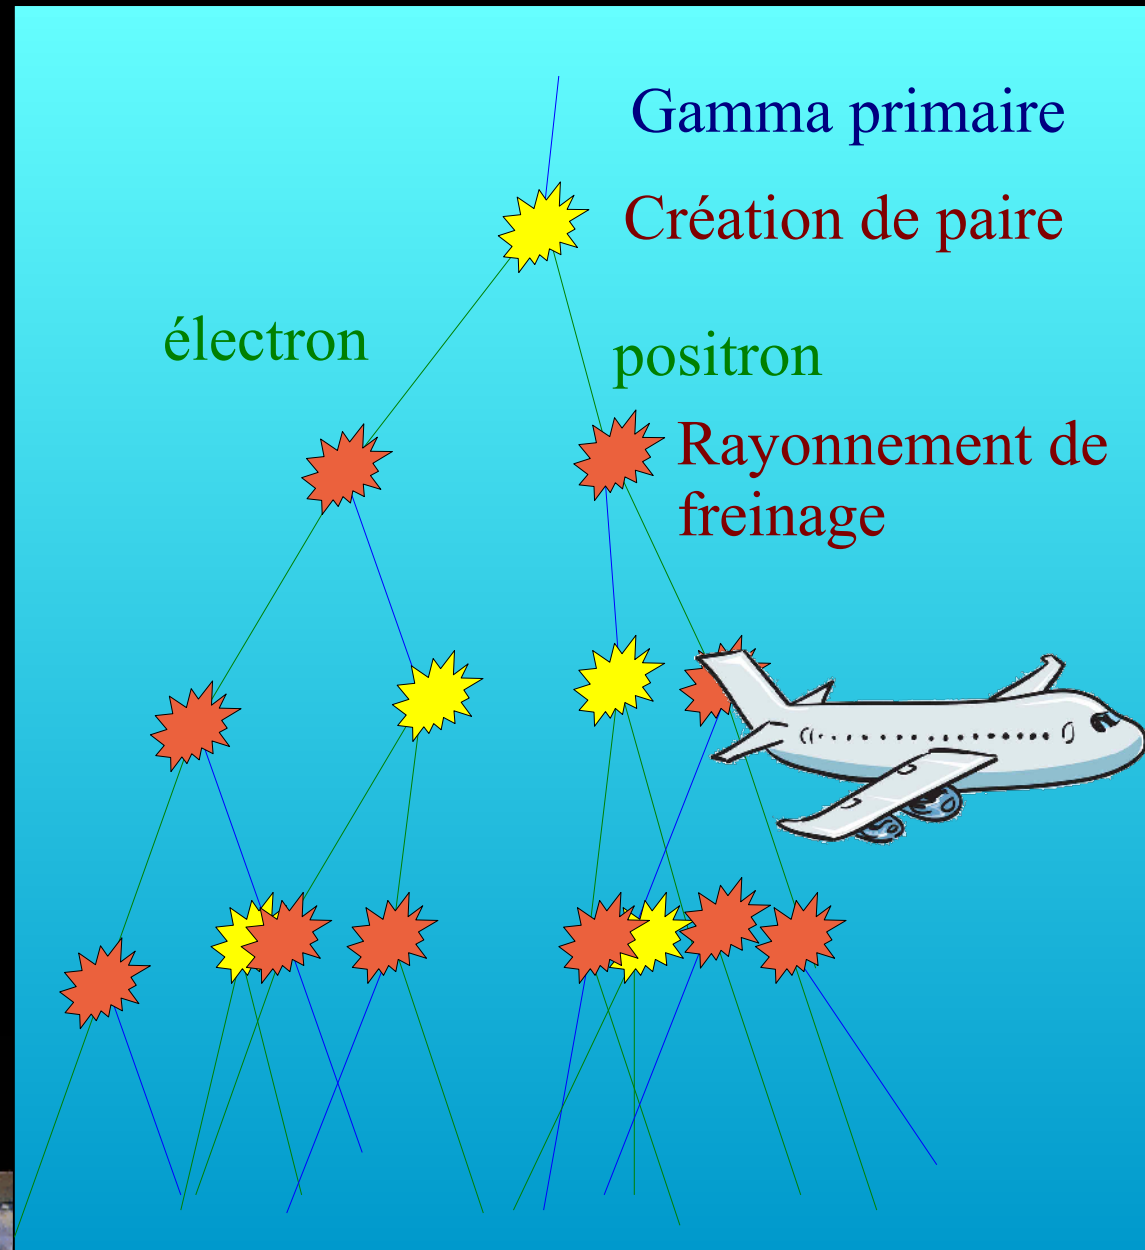 Gamma primaire
Création de paire
électron
positron
Rayonnement de
freinage